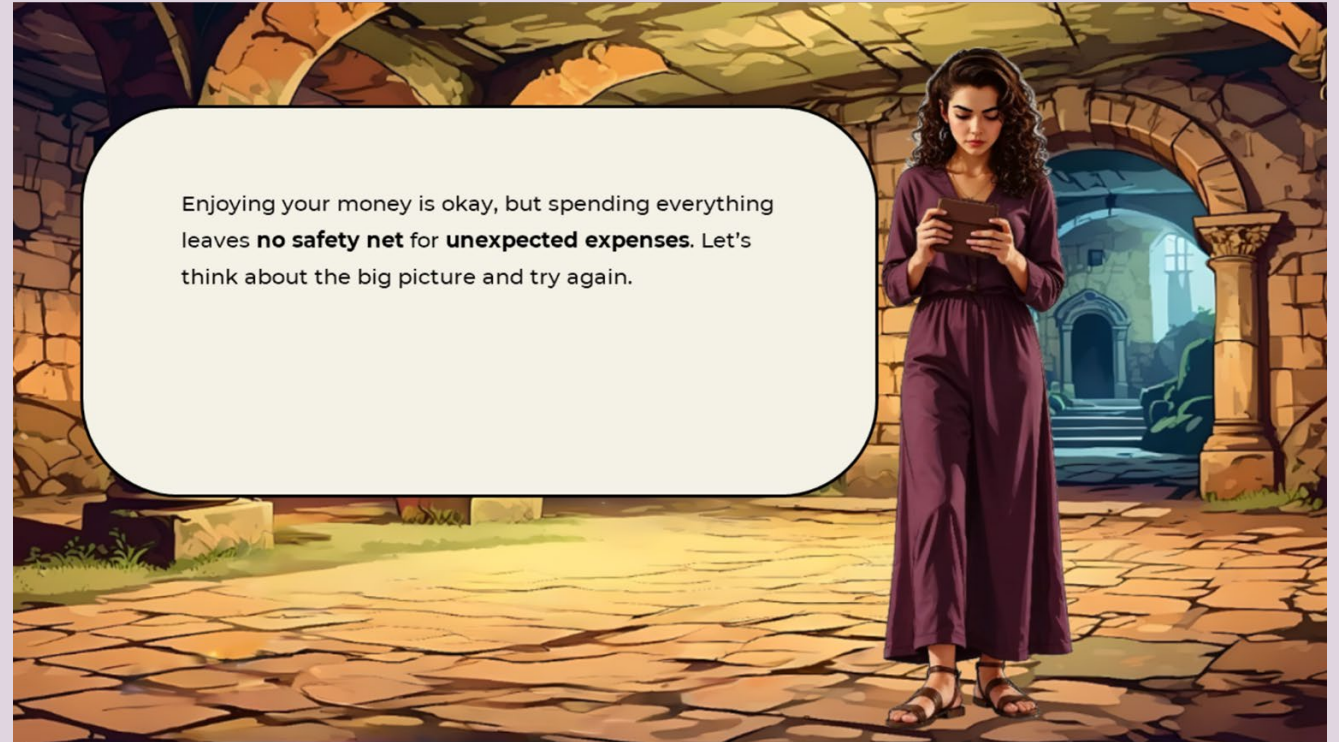 Enjoying your money is okay, but spending everything
leaves no safety net for unexpected expenses. Let’s
think about the big picture and try again.